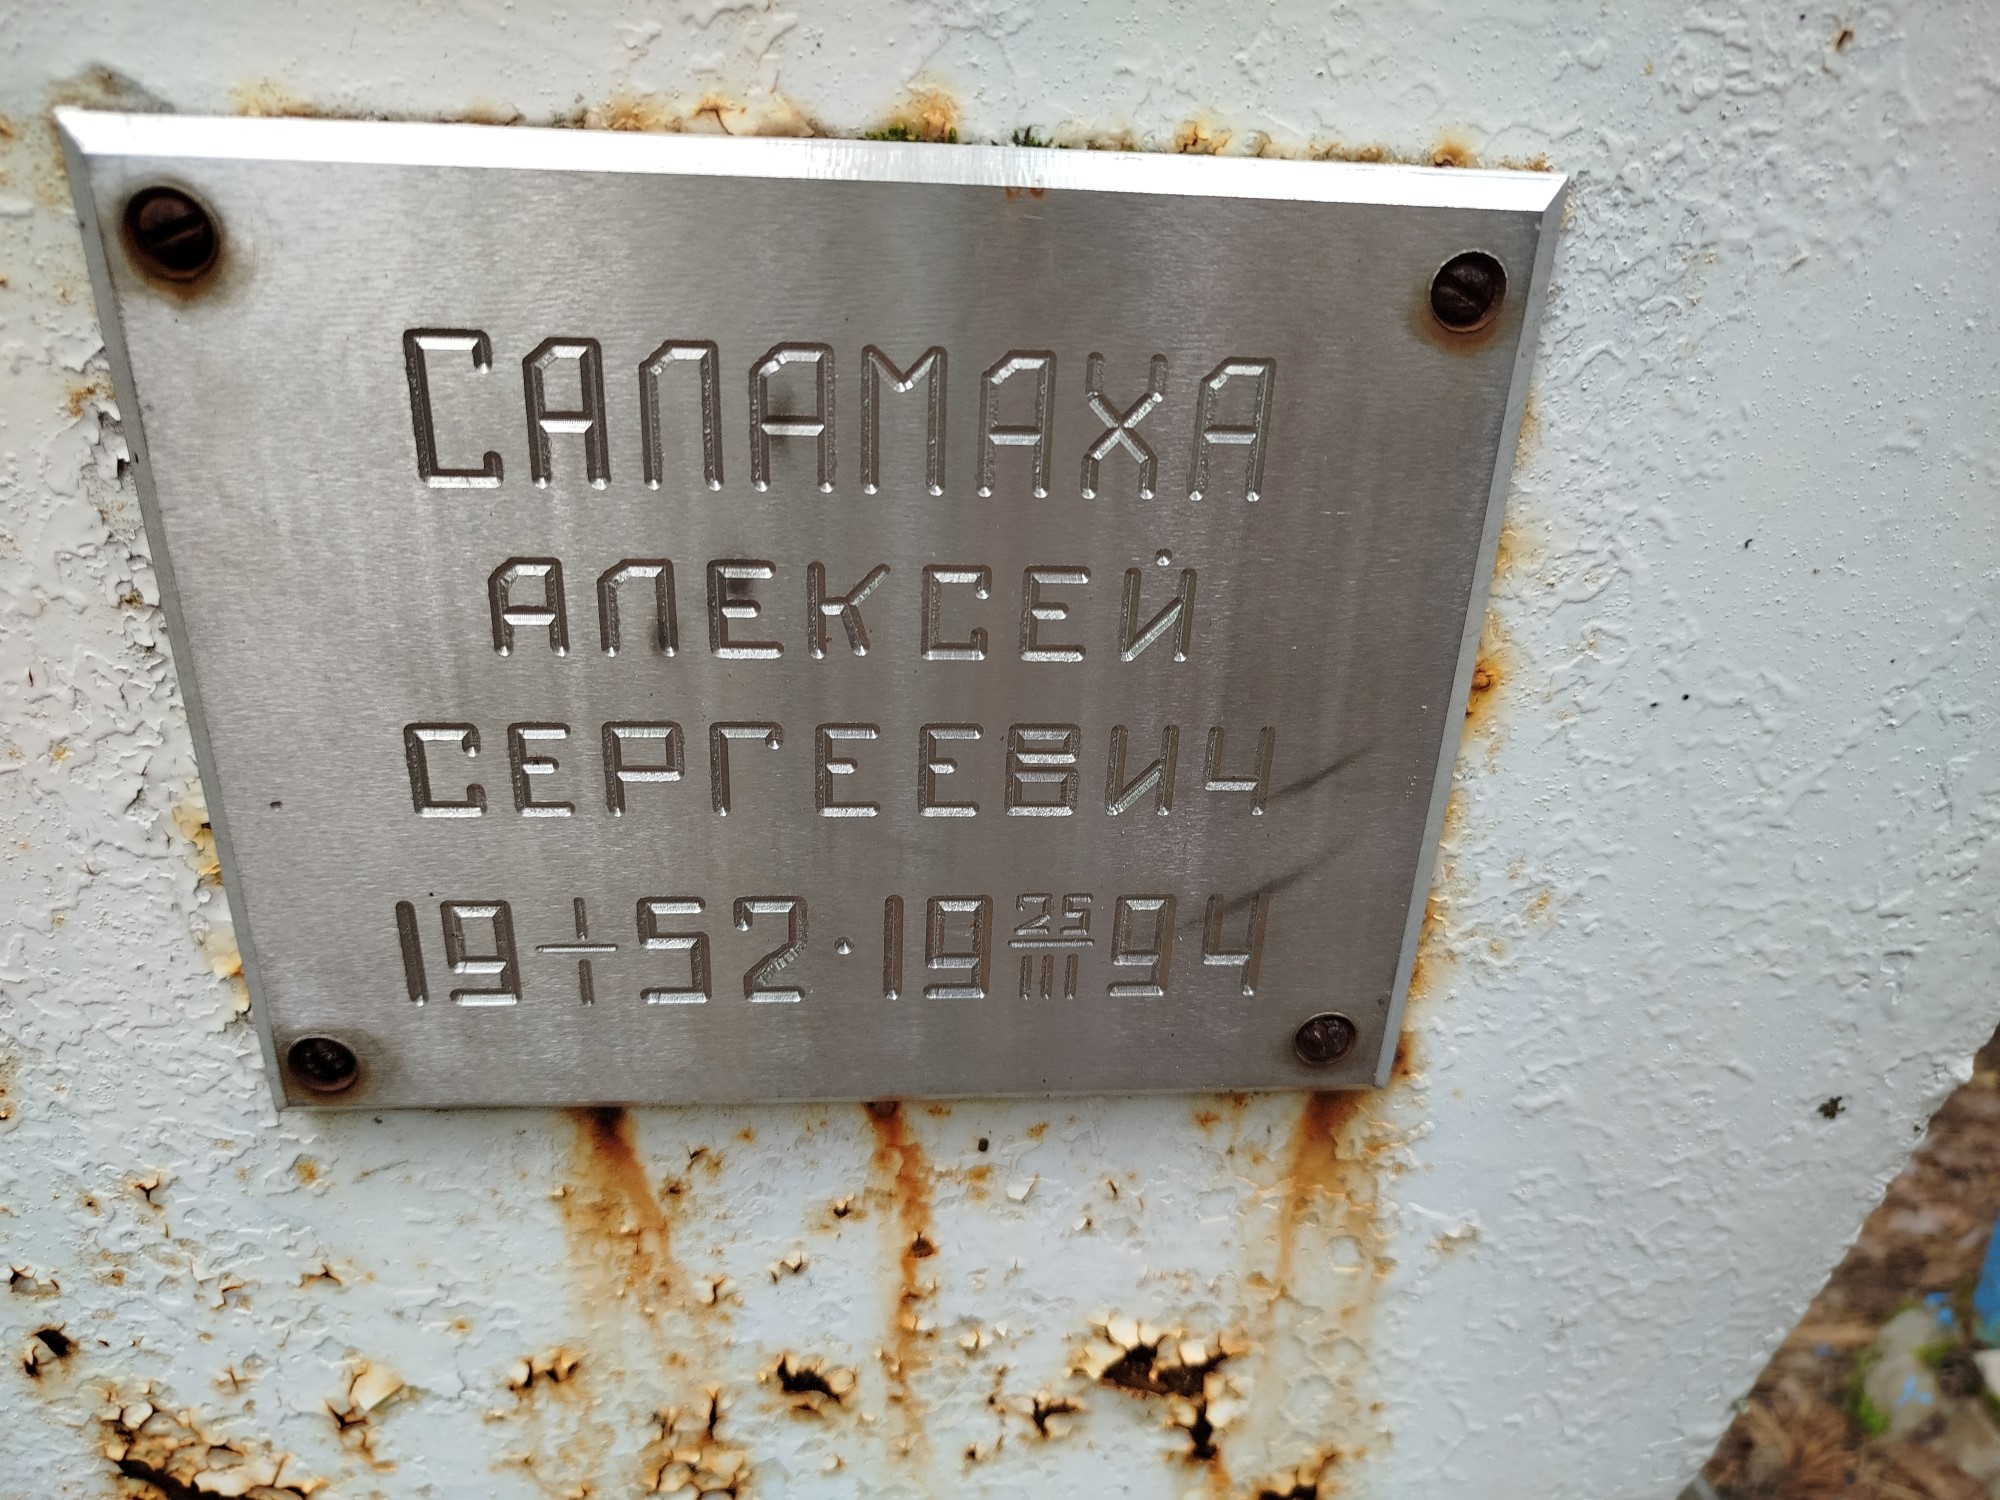 САЛАМАХА
АЛЕКСЕЙ
СЕРГЕЕВИЧ
19 1/I 52 · 19 25/III 94